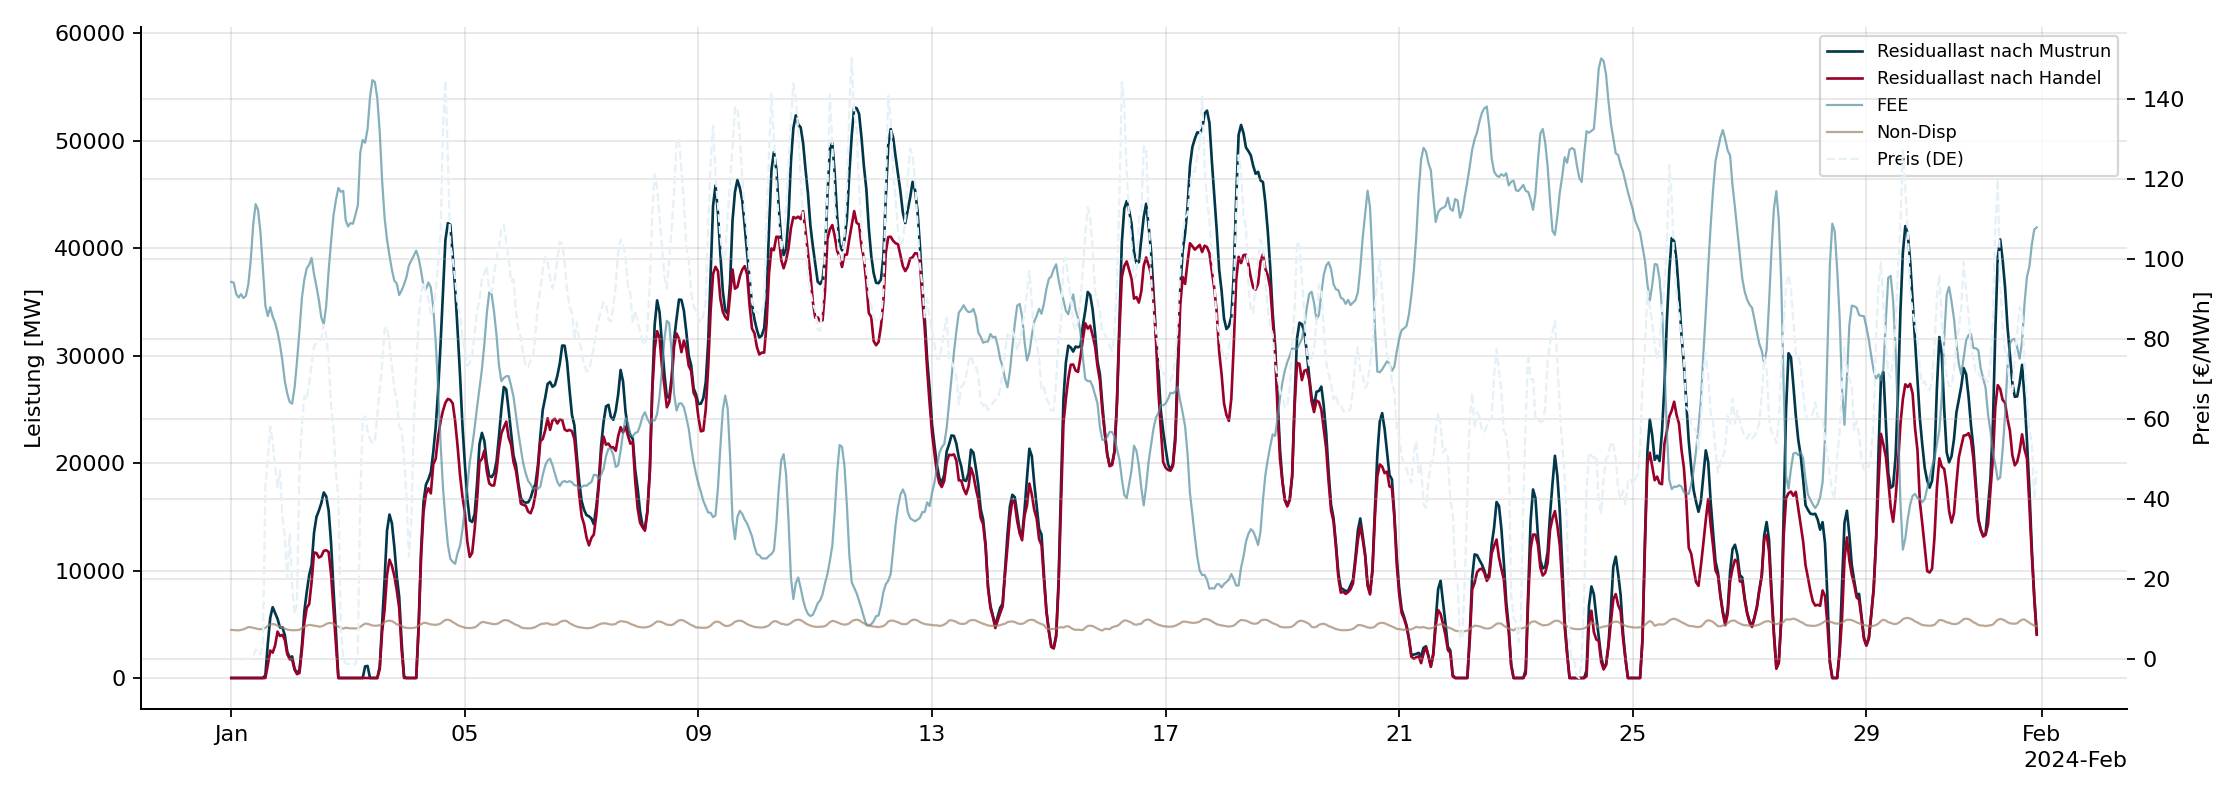 60000
50000
40000
30000
20000
10000
0
Leistung [MW]
Residuallast nach Mustrun
Residuallast nach Handel
FEE
Non-Disp
Preis (DE)
140
120
100
80
60
40
20
0
Preis [€/MWh]
Jan 05 09 13 17 21 25 29 Feb
2024-Feb